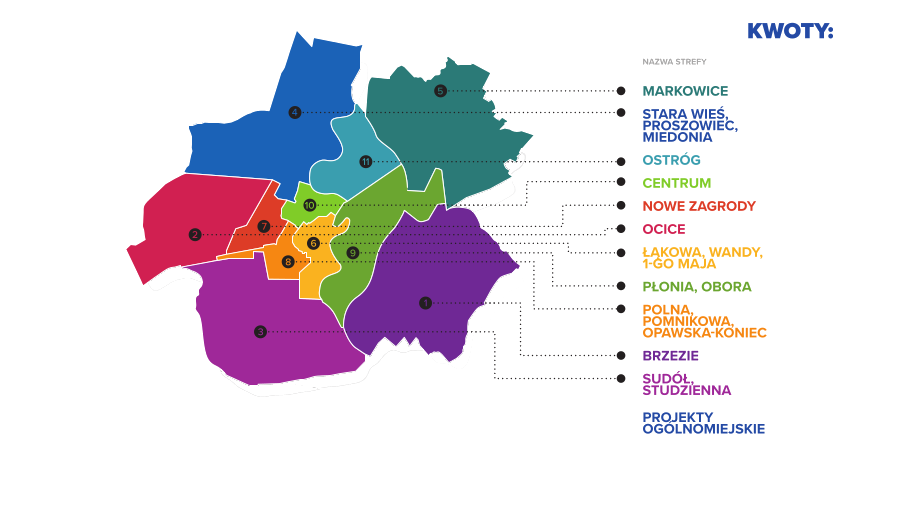 KWOTY:
NAZWA STREFY
5
MARKOWICE
4
STARA WIEŚ,
PROSZOWIEC,
MIEDONIA
11
OSTRÓG
10
CENTRUM
7
NOWE ZAGRODY
2
OCICE
6
ŁĄKOWA, WANDY,
1-GO MAJA
9
PŁONIA, OBORA
8
POLNA,
POMNIKOWA,
OPAWSKA-KONIEC
1
BRZEZIE
3
SUDÓŁ,
STUDZIENNA
PROJEKTY
OGÓLNOMIEJSKIE